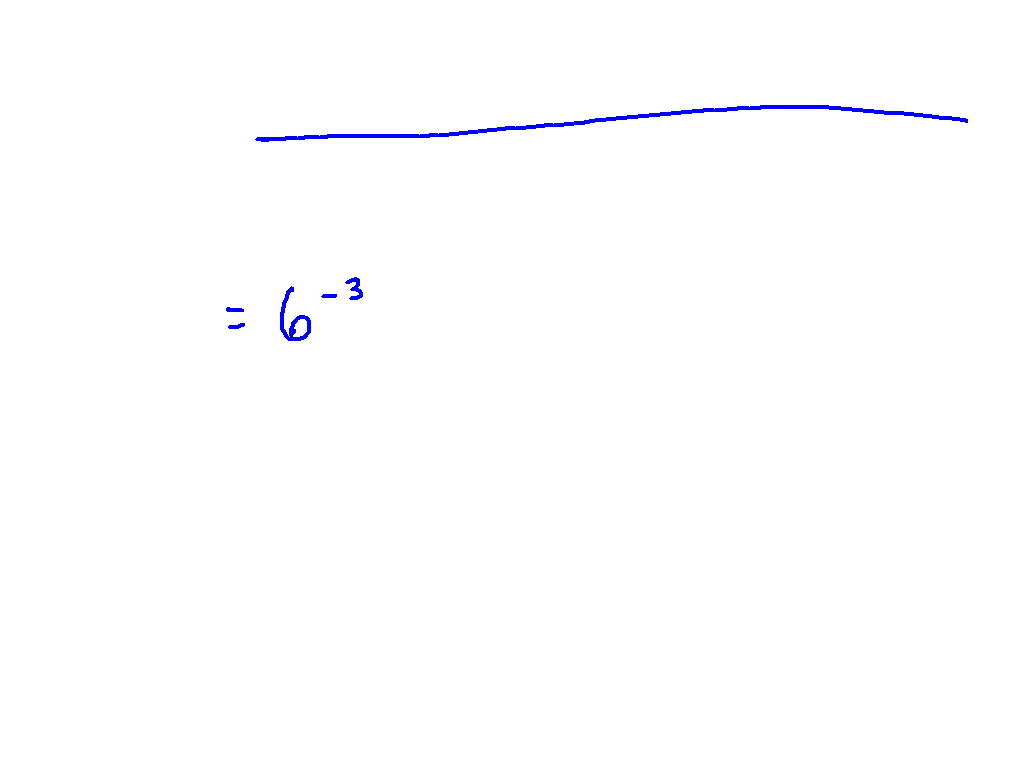 = 6⁻³